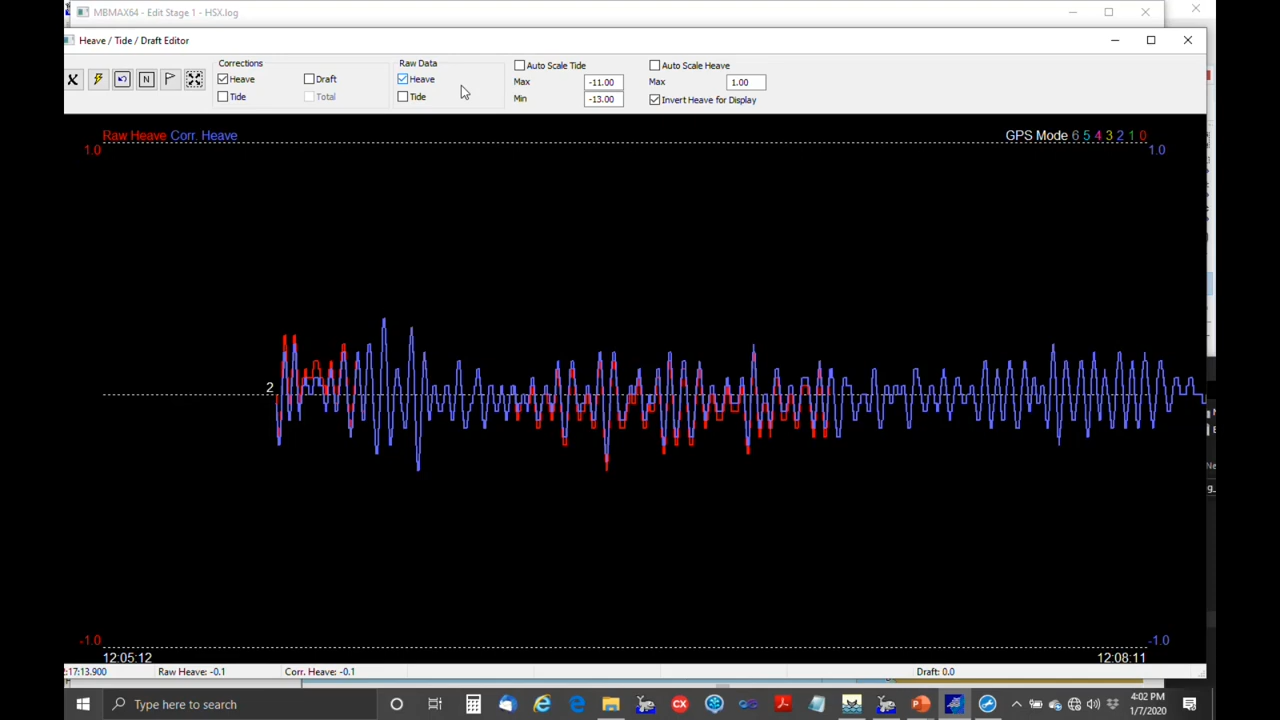 MBMAX64 - Edit Stage 1 - HSX.log
Heave / Tide / Draft Editor
Corrections
Heave
Draft
Tide
Total
Raw Data
Heave
Tide
Auto Scale Tide
Max -11.00
Min -13.00
Auto Scale Heave
Max 1.00
Invert Heave for Display
X
N
Raw Heave Corr. Heave
GPS Mode 6 5 4 3 2 1 0
1.0
1.0
2
-1.0
-1.0
12:05:12
12:08:11
:17:13.900 Raw Heave: -0.1 Corr. Heave: -0.1 Draft: 0.0
Type here to search
CX
4:02 PM
1/7/2020